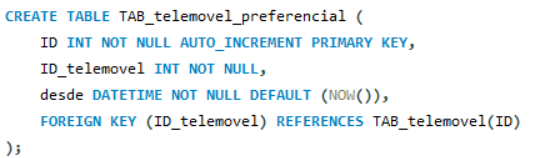 CREATE TABLE TAB_telemovel_preferencial (
ID INT NOT NULL AUTO_INCREMENT PRIMARY KEY,
ID_telemovel INT NOT NULL,
desde DATETIME NOT NULL DEFAULT (NOW()),
FOREIGN KEY (ID_telemovel) REFERENCES TAB_telemovel(ID)
);